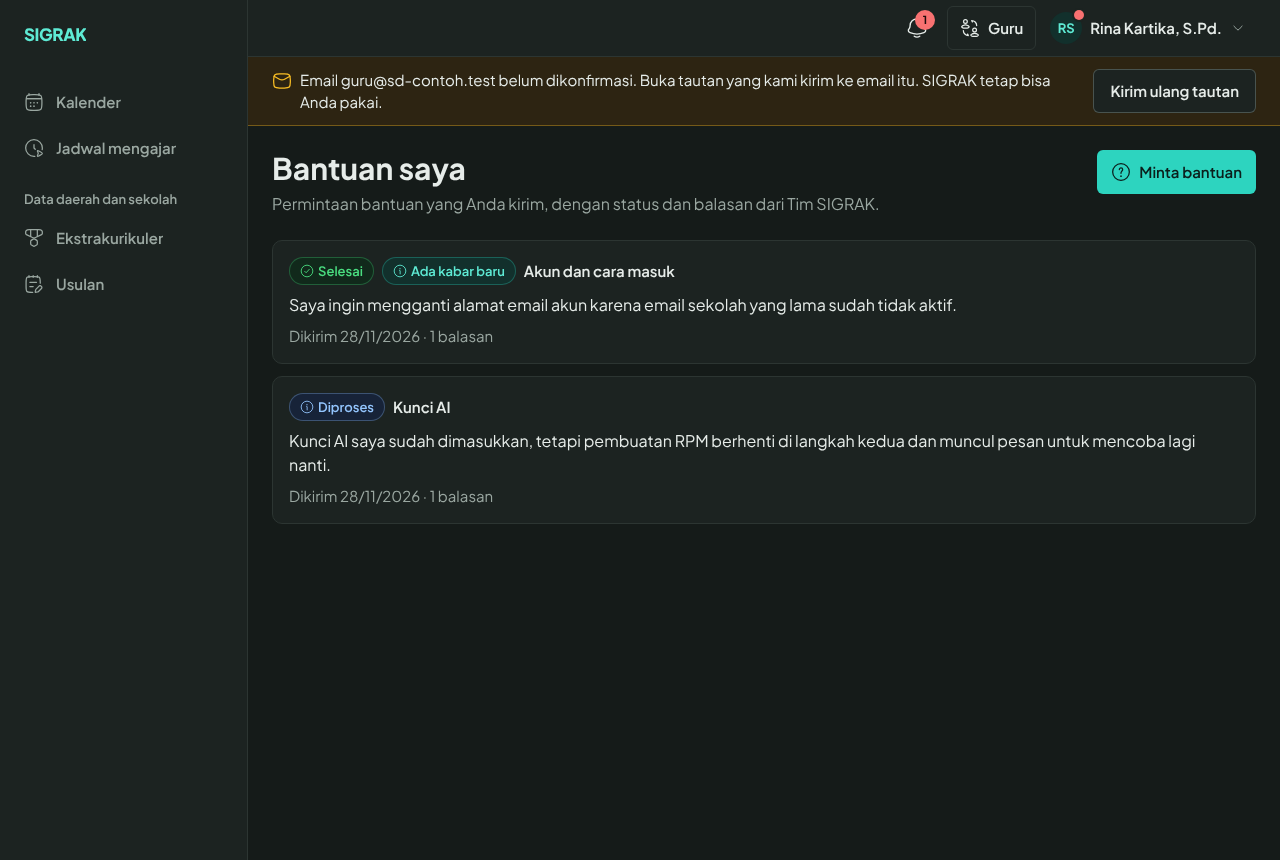 SIGRAK
Kalender
Jadwal mengajar
Data daerah dan sekolah
Ekstrakurikuler
Usulan
1
Guru
RS
Rina Kartika, S.Pd.
Email guru@sd-contoh.test belum dikonfirmasi. Buka tautan yang kami kirim ke email itu. SIGRAK tetap bisa
Anda pakai.
Kirim ulang tautan
Bantuan saya
Permintaan bantuan yang Anda kirim, dengan status dan balasan dari Tim SIGRAK.
Minta bantuan
Selesai
Ada kabar baru
Akun dan cara masuk
Saya ingin mengganti alamat email akun karena email sekolah yang lama sudah tidak aktif.
Dikirim 28/11/2026 · 1 balasan
Diproses
Kunci AI
Kunci AI saya sudah dimasukkan, tetapi pembuatan RPM berhenti di langkah kedua dan muncul pesan untuk mencoba lagi
nanti.
Dikirim 28/11/2026 · 1 balasan